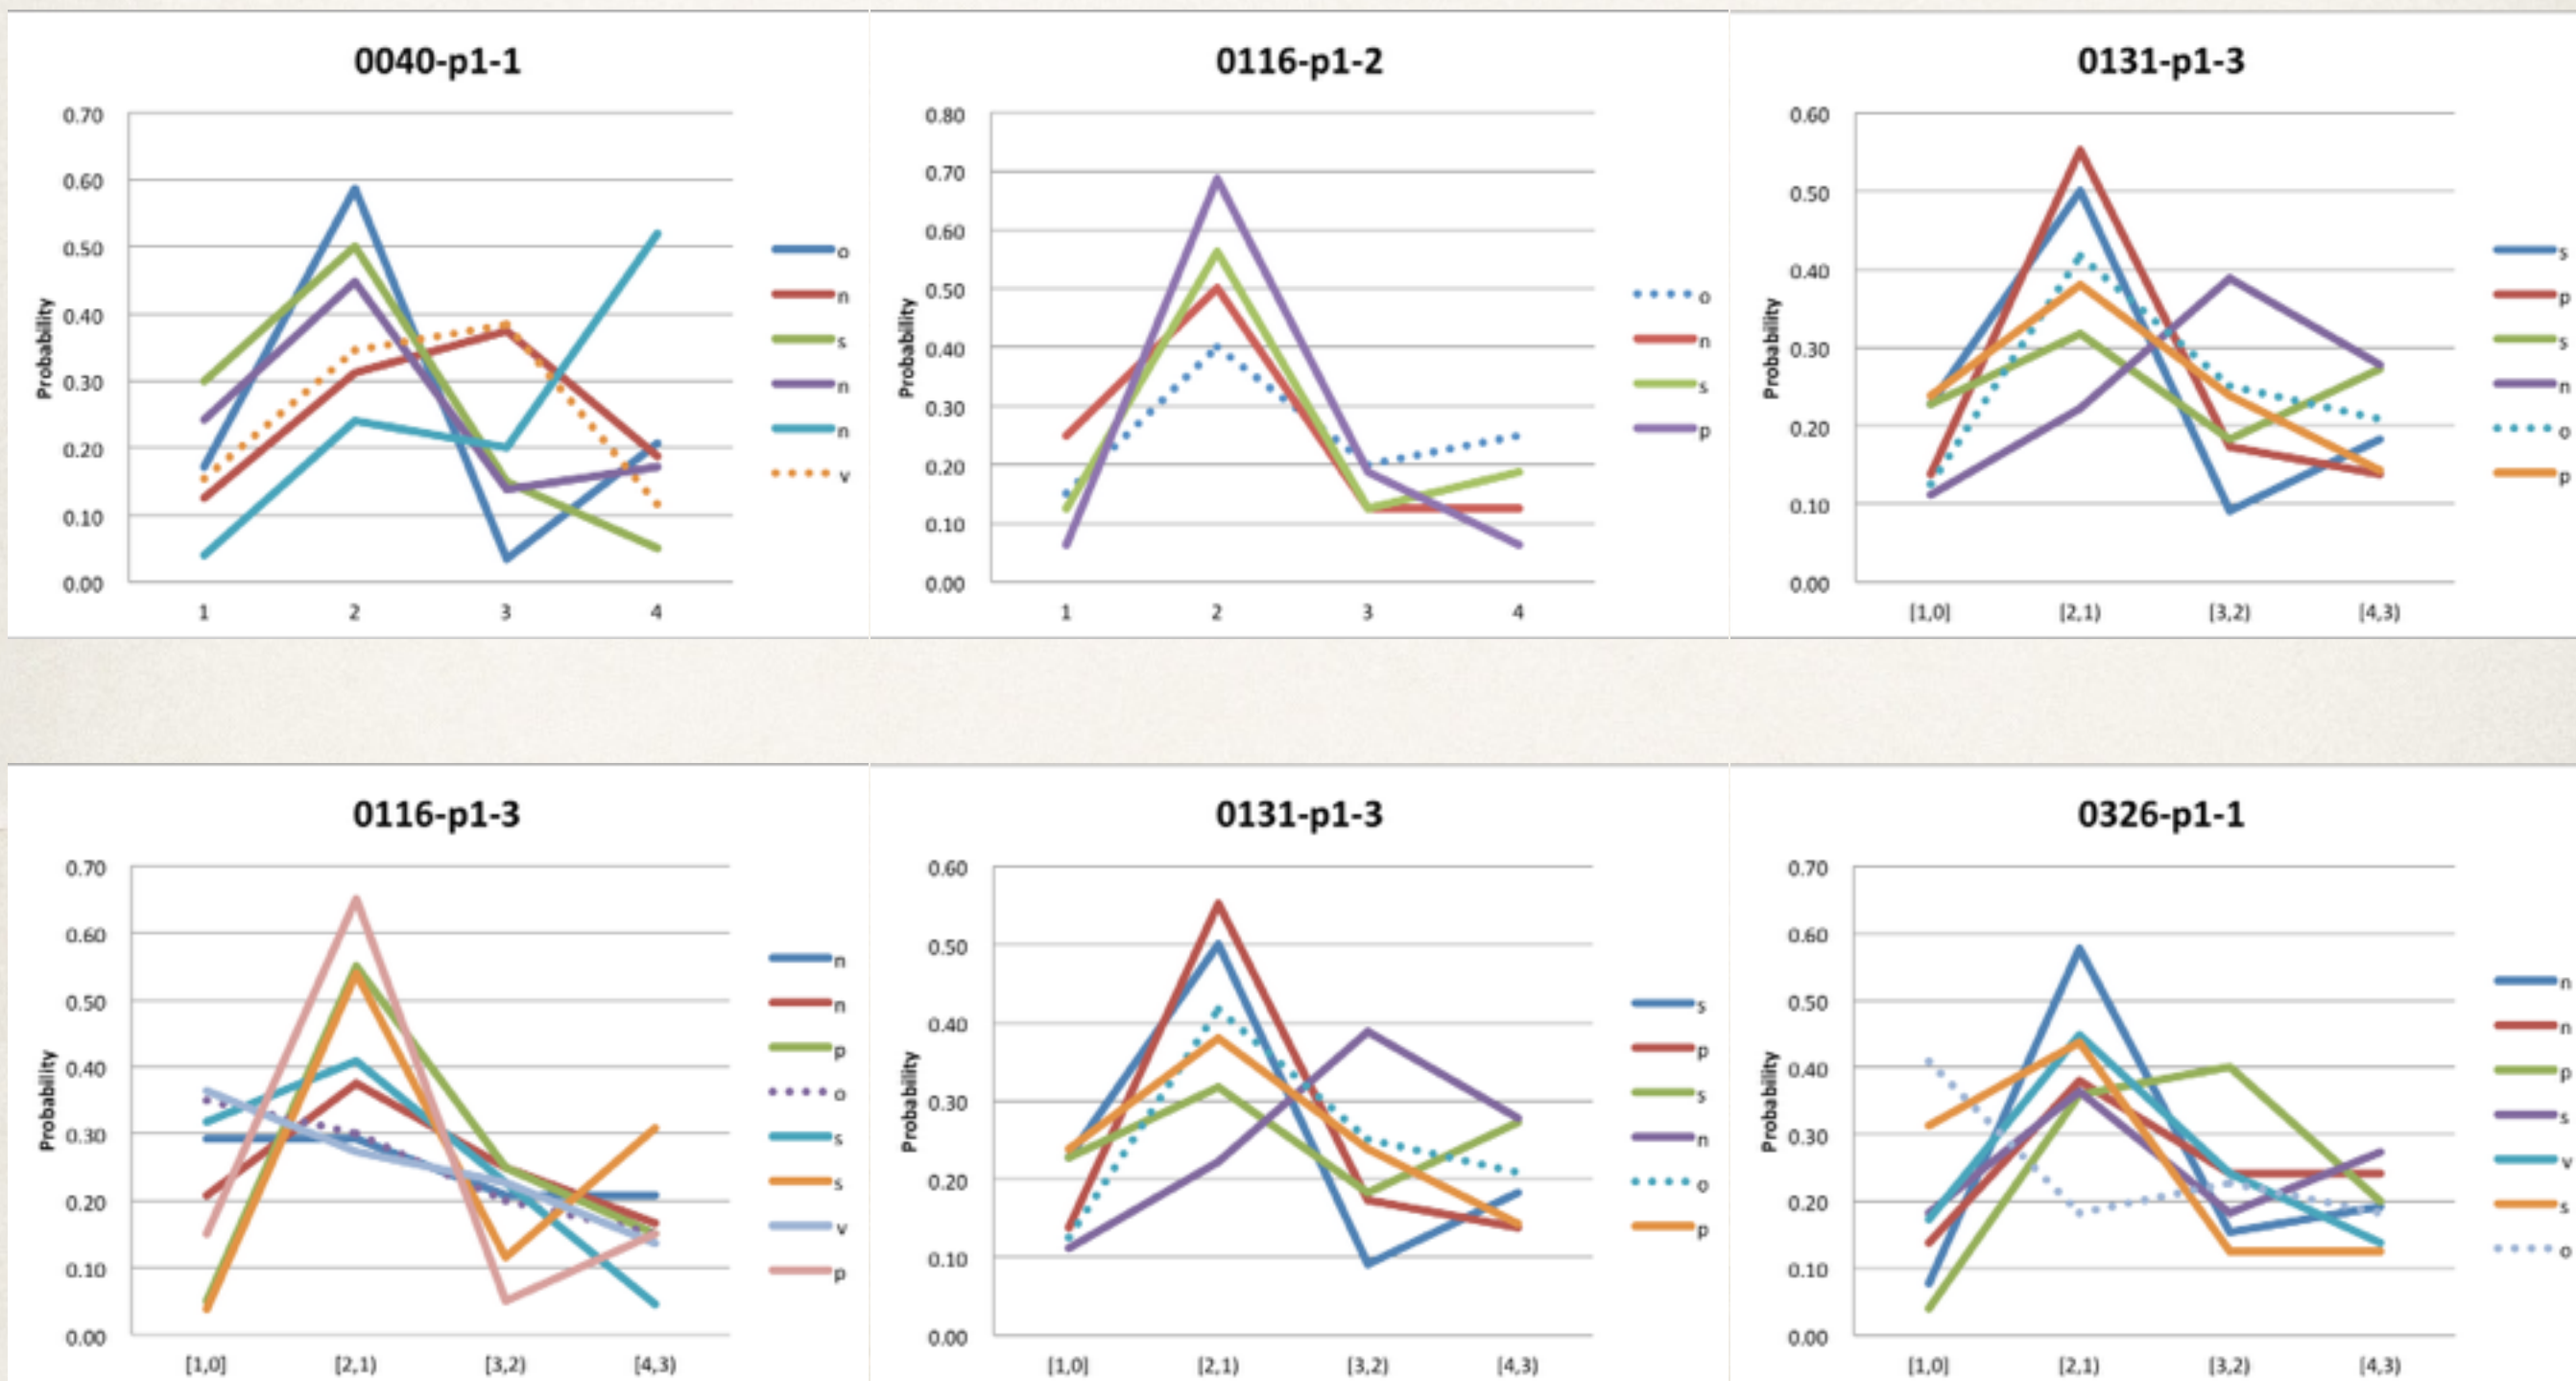 0040-p1-1
0.70
0.60
0.50
0.40
0.30
0.20
0.10
0.00
Probability
1 2 3 4
o
n
s
n
n
v
0116-p1-2
0.80
0.70
0.60
0.50
0.40
0.30
0.20
0.10
0.00
Probability
1 2 3 4
o
n
s
p
0131-p1-3
0.60
0.50
0.40
0.30
0.20
0.10
0.00
Probability
[1,0] [2,1) [3,2) [4,3)
s
p
s
n
o
p
0116-p1-3
0.70
0.60
0.50
0.40
0.30
0.20
0.10
0.00
Probability
[1,0] [2,1) [3,2) [4,3)
n
n
p
o
s
s
v
p
0131-p1-3
0.60
0.50
0.40
0.30
0.20
0.10
0.00
Probability
[1,0] [2,1) [3,2) [4,3)
s
p
s
n
o
p
0326-p1-1
0.70
0.60
0.50
0.40
0.30
0.20
0.10
0.00
Probability
[1,0] [2,1) [3,2) [4,3)
n
n
p
s
v
s
o